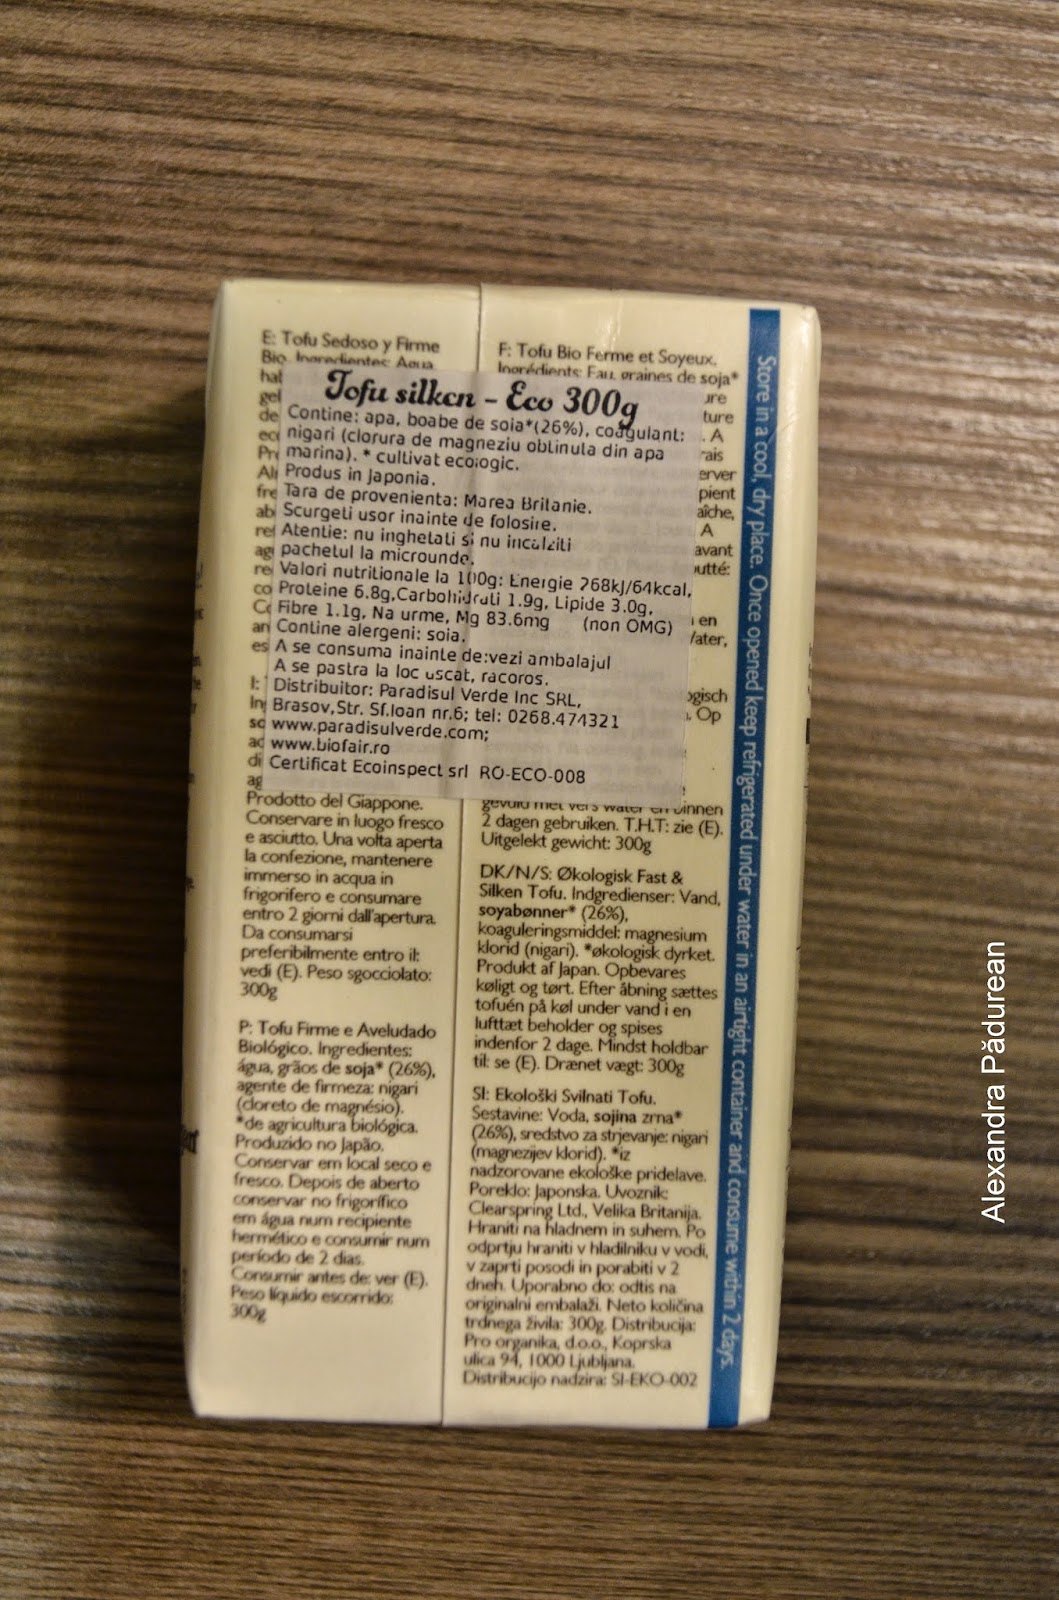 E: Tofu Sedoso y Firme
Bio. Ingredientes: Agua,
Tofu silken - Eco 300g
Contine: apa, boabe de soia*(26%), coagulant:
nigari (clorura de magneziu obtinuta din apa
marina). * cultivat ecologic.
Produs in Japonia.
Tara de provenienta: Marea Britanie.
Scurgeti usor inainte de folosire.
Atentie: nu inghetati si nu incalziti
pachetul la microunde.
Valori nutritionale la 100g: Energie 268kJ/64kcal,
Proteine 6.8g,Carbohidrati 1.9g, Lipide 3.0g,
Fibre 1.1g, Na urme, Mg 83.6mg (non OMG)
Contine alergeni: soia.
A se consuma inainte de:vezi ambalajul
A se pastra la loc uscat, racoros.
Distribuitor: Paradisul Verde Inc SRL,
Brasov,Str. Sf.Ioan nr.6; tel: 0268.474321
www.paradisulverde.com;
www.biofair.ro
Certificat Ecoinspect srl RO-ECO-008
Prodotto del Giappone.
Conservare in luogo fresco
e asciutto. Una volta aperta
la confezione, mantenere
immerso in acqua in
frigorifero e consumare
entro 2 giorni dall'apertura.
Da consumarsi
preferibilmente entro il:
vedi (E). Peso sgocciolato:
300g
P: Tofu Firme e Aveludado
Biológico. Ingredientes:
água, grãos de soja* (26%),
agente de firmeza: nigari
(cloreto de magnésio).
*de agricultura biológica.
Produzido no Japão.
Conservar em local seco e
fresco. Depois de aberto
conservar no frigorífico
em água num recipiente
hermético e consumir num
período de 2 dias.
Consumir antes de: ver (E).
Peso líquido escorrido:
300g
F: Tofu Bio Ferme et Soyeux.
Ingrédients: Eau, graines de soja*
gevuld met vers water en binnen
2 dagen gebruiken. T.H.T: zie (E).
Uitgelekt gewicht: 300g
DK/N/S: Økologisk Fast &
Silken Tofu. Indgredienser: Vand,
soyabønner* (26%),
koaguleringsmiddel: magnesium
klorid (nigari). *økologisk dyrket.
Produkt af Japan. Opbevares
køligt og tørt. Efter åbning sættes
tofuén på køl under vand i en
lufttæt beholder og spises
indenfor 2 dage. Mindst holdbar
til: se (E). Drænet vægt: 300g
SI: Ekološki Svilnati Tofu.
Sestavine: Voda, sojina zrna*
(26%), sredstvo za strjevanje: nigari
(magnezijev klorid). *iz
nadzorovane ekološke pridelave.
Poreklo: Japonska. Uvoznik:
Clearspring Ltd., Velika Britanija.
Hraniti na hladnem in suhem. Po
odprtju hraniti v hladilniku v vodi,
v zaprti posodi in porabiti v 2
dneh. Uporabno do: odtis na
originalni embalaži. Neto količina
trdnega živila: 300g. Distribucija:
Pro organika, d.o.o., Koprska
ulica 94, 1000 Ljubljana.
Distribucijo nadzira: SI-EKO-002
Store in a cool, dry place. Once opened keep refrigerated under water in an airtight container and consume within 2 days.
Alexandra Pădurean